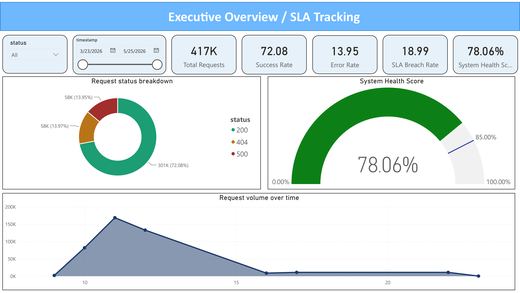 Executive Overview / SLA Tracking
status
All
timestamp
3/23/2026
5/25/2026
417K
Total Requests
72.08
Success Rate
13.95
Error Rate
18.99
SLA Breach Rate
78.06%
System Health Sc...
Request status breakdown
58K (13.95%)
58K (13.97%)
301K (72.08%)
status
200
404
500
System Health Score
85.00%
78.06%
0.00%
100.00%
Request volume over time
200K
150K
100K
50K
0K
10
15
20